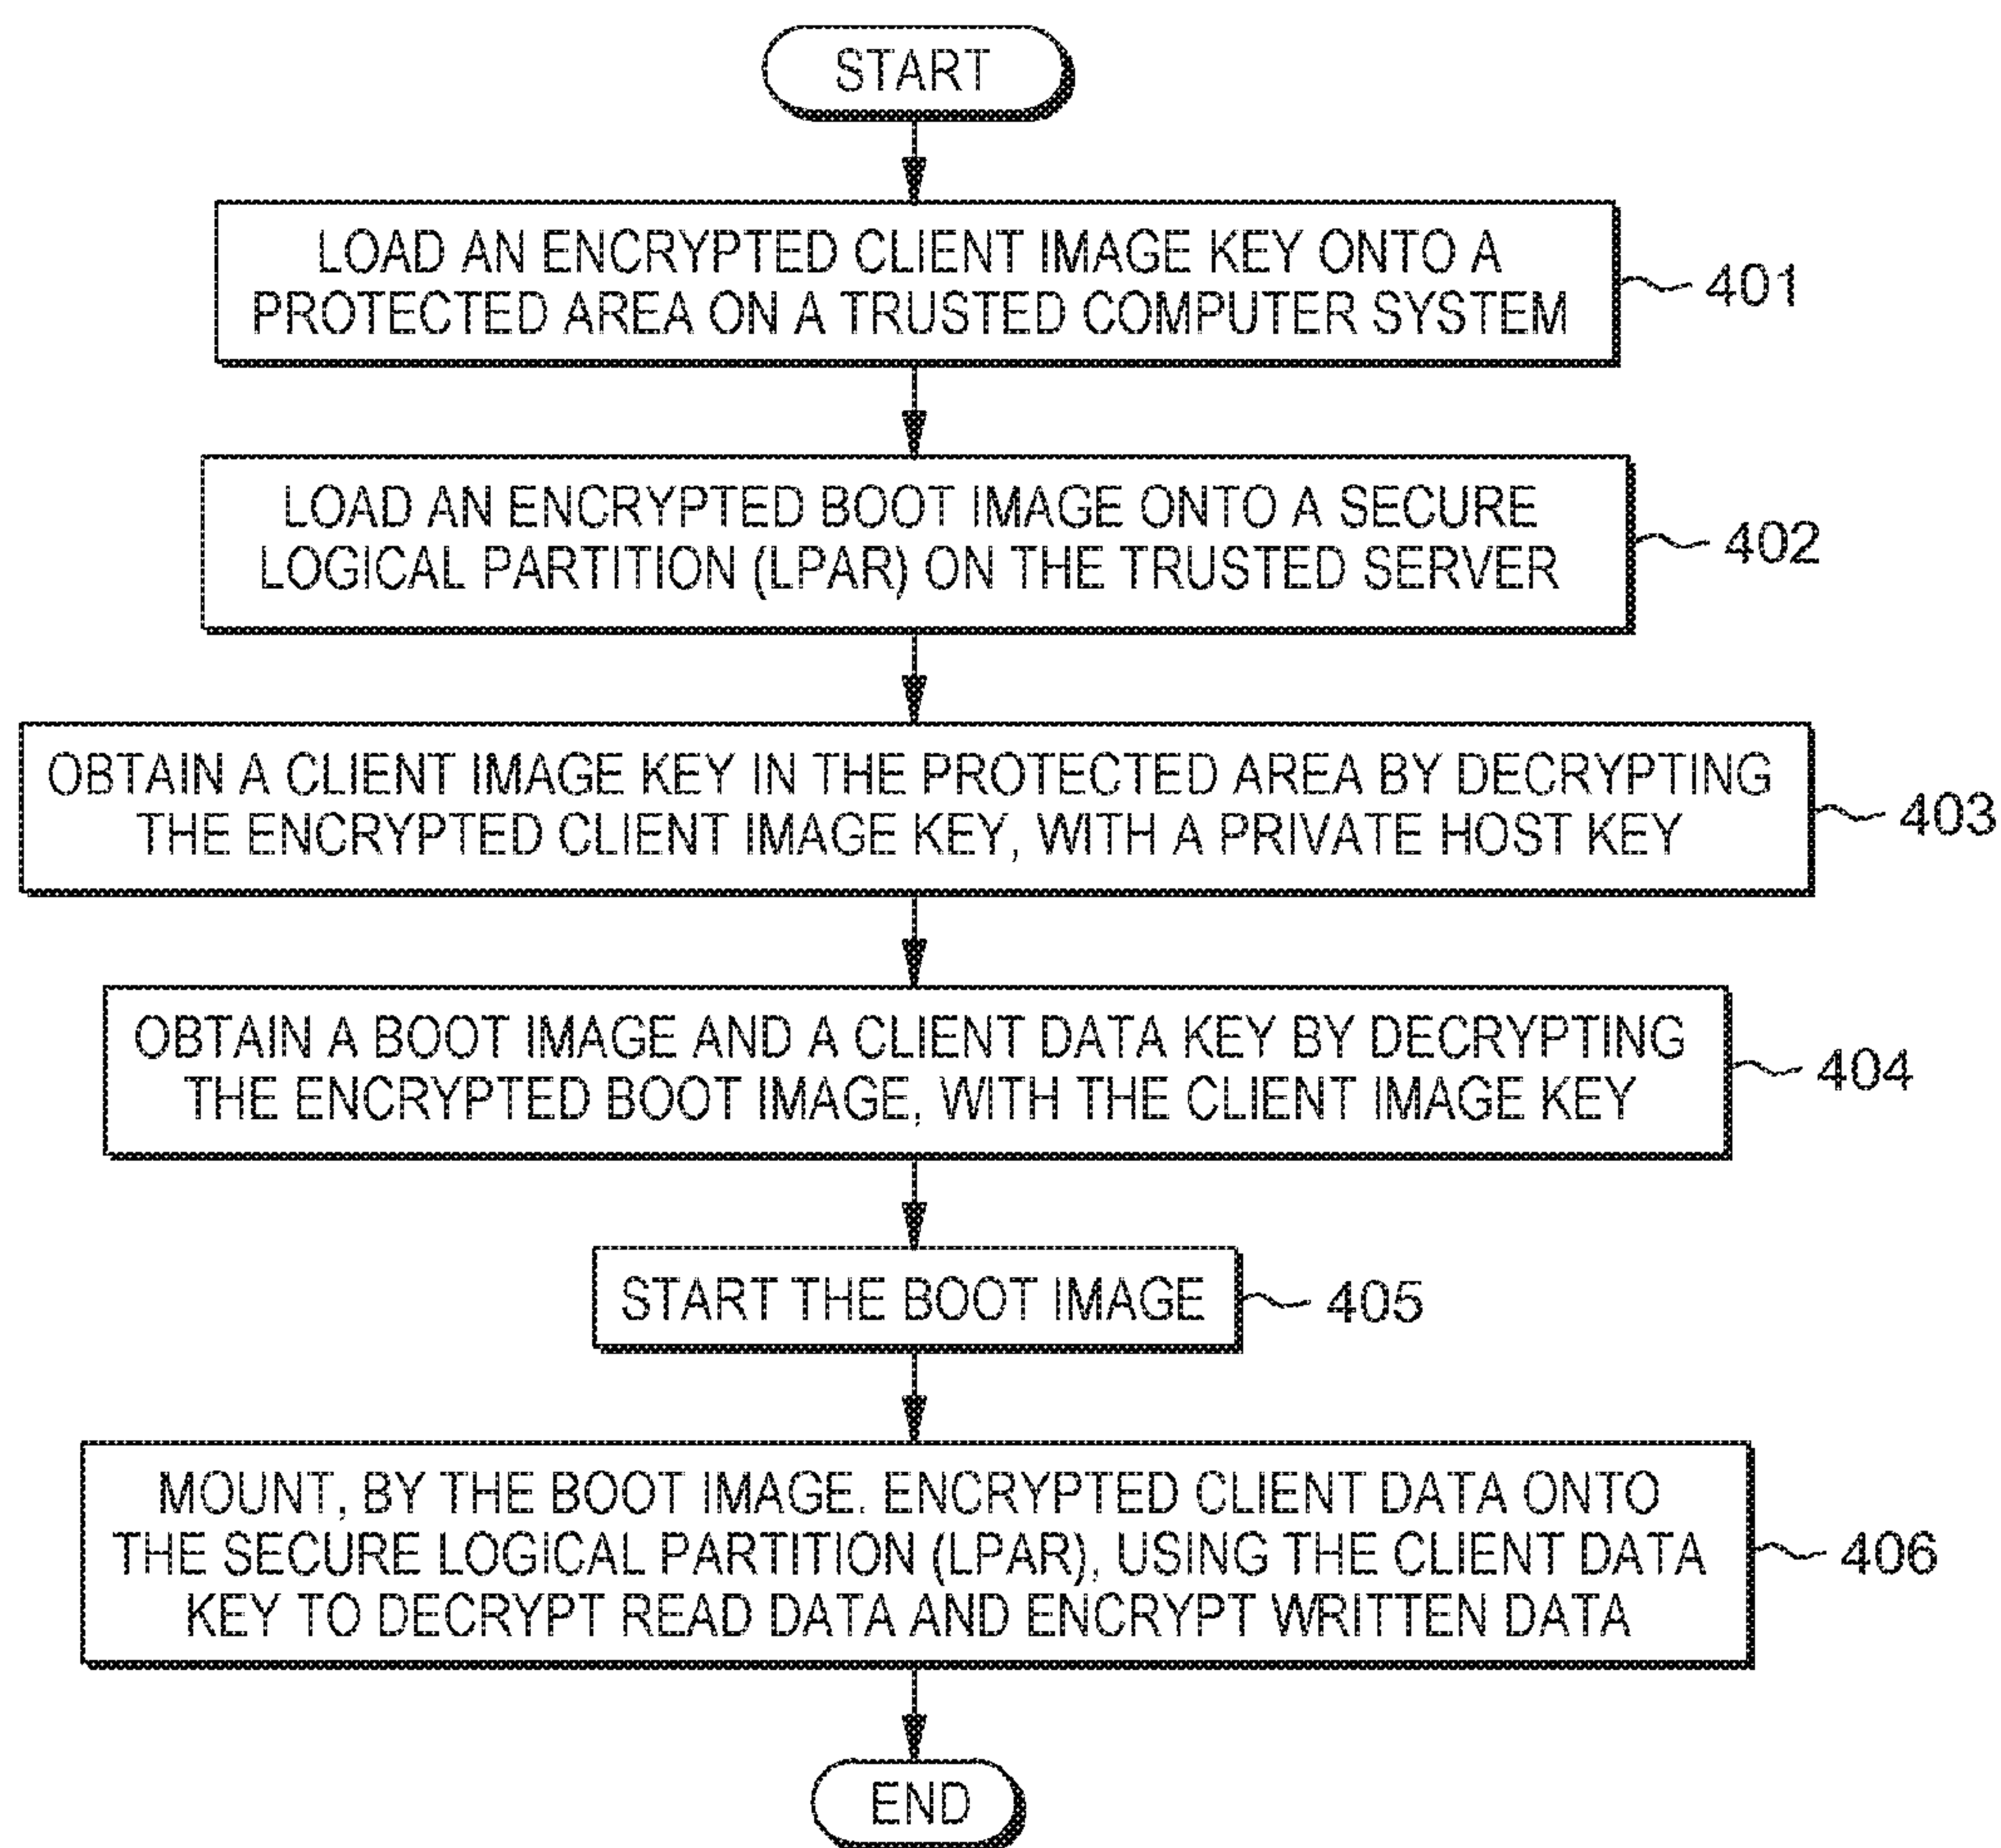 START
LOAD AN ENCRYPTED CLIENT IMAGE KEY ONTO A
PROTECTED AREA ON A TRUSTED COMPUTER SYSTEM
401
LOAD AN ENCRYPTED BOOT IMAGE ONTO A SECURE
LOGICAL PARTITION (LPAR) ON THE TRUSTED SERVER
402
OBTAIN A CLIENT IMAGE KEY IN THE PROTECTED AREA BY DECRYPTING
THE ENCRYPTED CLIENT IMAGE KEY, WITH A PRIVATE HOST KEY
403
OBTAIN A BOOT IMAGE AND A CLIENT DATA KEY BY DECRYPTING
THE ENCRYPTED BOOT IMAGE, WITH THE CLIENT IMAGE KEY
404
START THE BOOT IMAGE
405
MOUNT, BY THE BOOT IMAGE. ENCRYPTED CLIENT DATA ONTO
THE SECURE LOGICAL PARTITION (LPAR), USING THE CLIENT DATA
KEY TO DECRYPT READ DATA AND ENCRYPT WRITTEN DATA
406
END